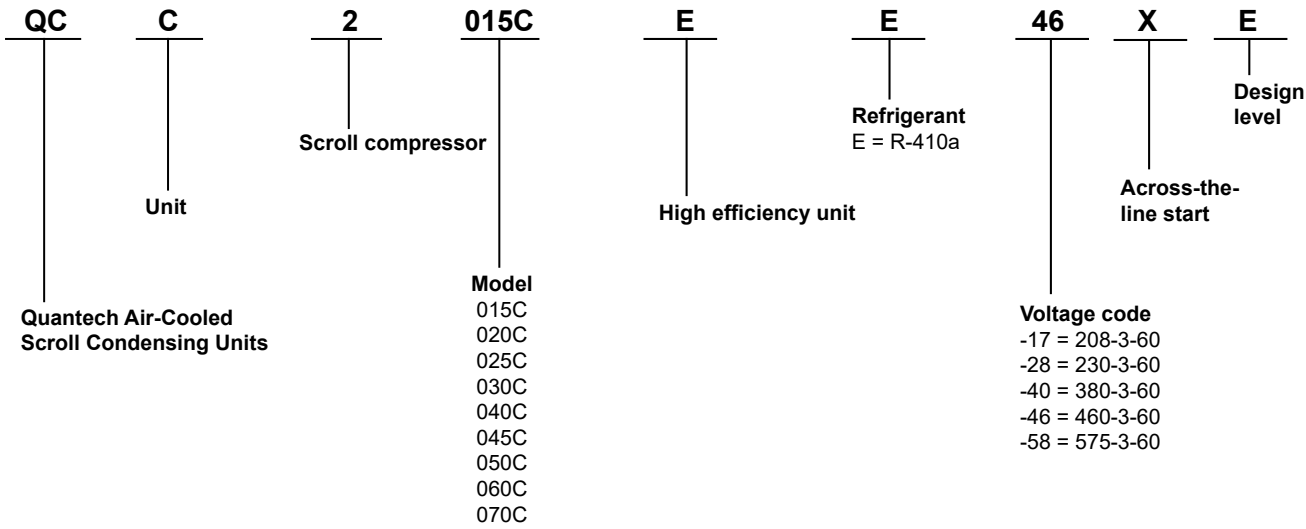 QC C 2 015C E E 46 X E
Design
level
Refrigerant
E = R-410a
Scroll compressor
Across-the-
line start
Unit
High efficiency unit
Model
015C
020C
025C
030C
040C
045C
050C
060C
070C
Quantech Air-Cooled
Scroll Condensing Units
Voltage code
-17 = 208-3-60
-28 = 230-3-60
-40 = 380-3-60
-46 = 460-3-60
-58 = 575-3-60